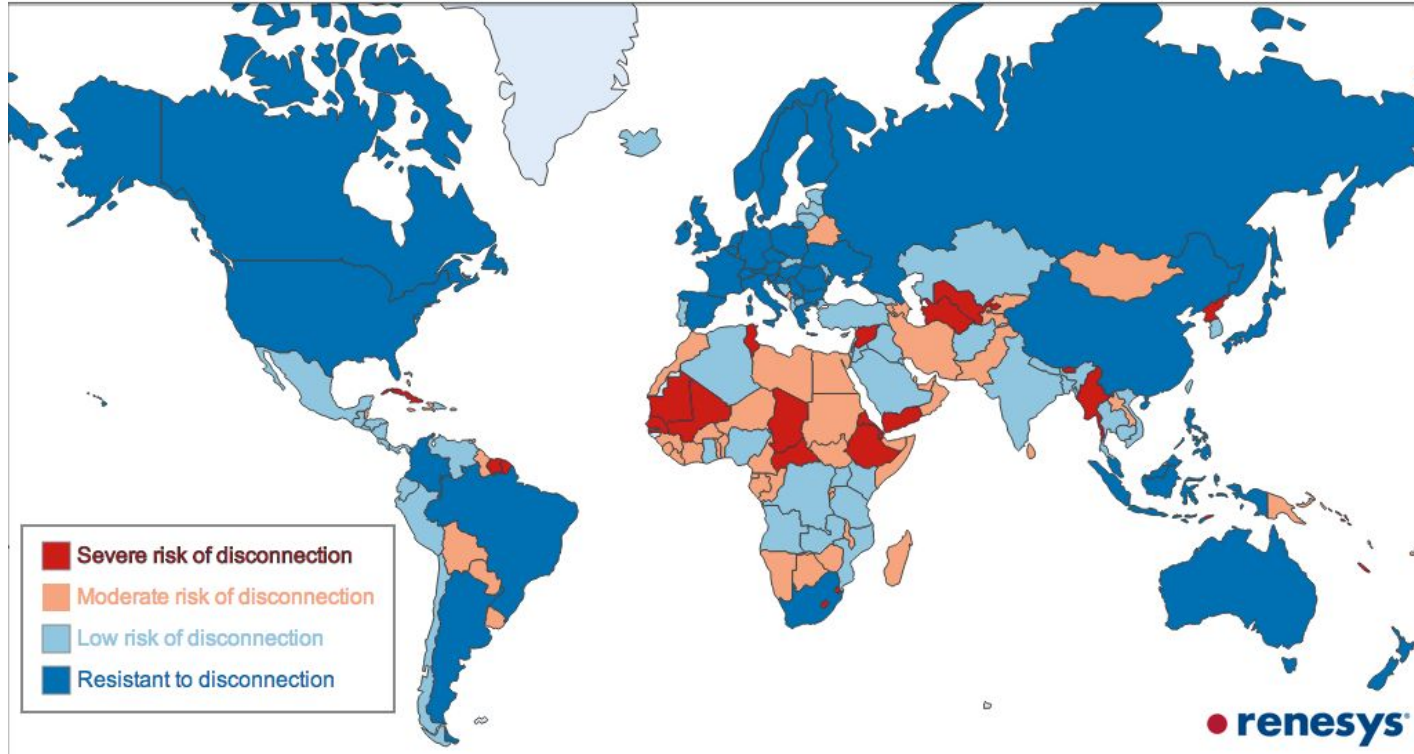 Severe risk of disconnection
Moderate risk of disconnection
Low risk of disconnection
Resistant to disconnection
renesys